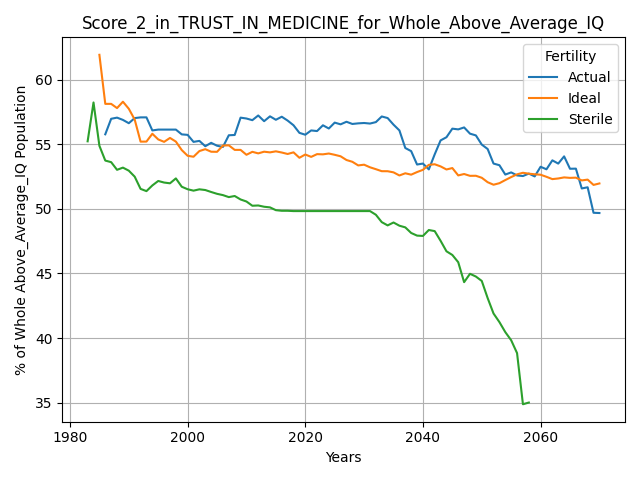 Score_2_in_TRUST_IN_MEDICINE_for_Whole_Above_Average_IQ
Fertility
Actual
Ideal
Sterile
% of Whole Above_Average_IQ Population
60
55
50
45
40
35
1980
2000
2020
2040
2060
Years